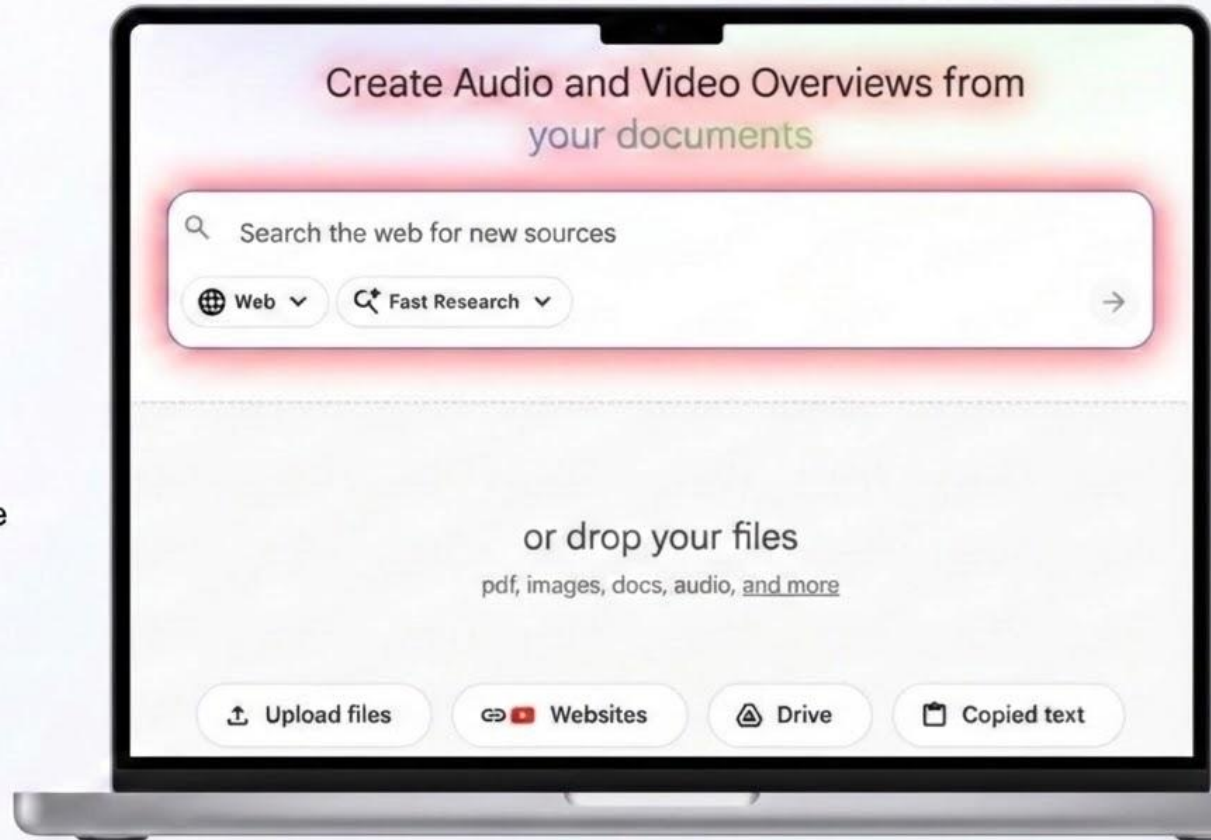 Create Audio and Video Overviews from
your documents
Search the web for new sources
Web
Fast Research
e
or drop your files
pdf, images, docs, audio, and more
Upload files
Websites
Drive
Copied text